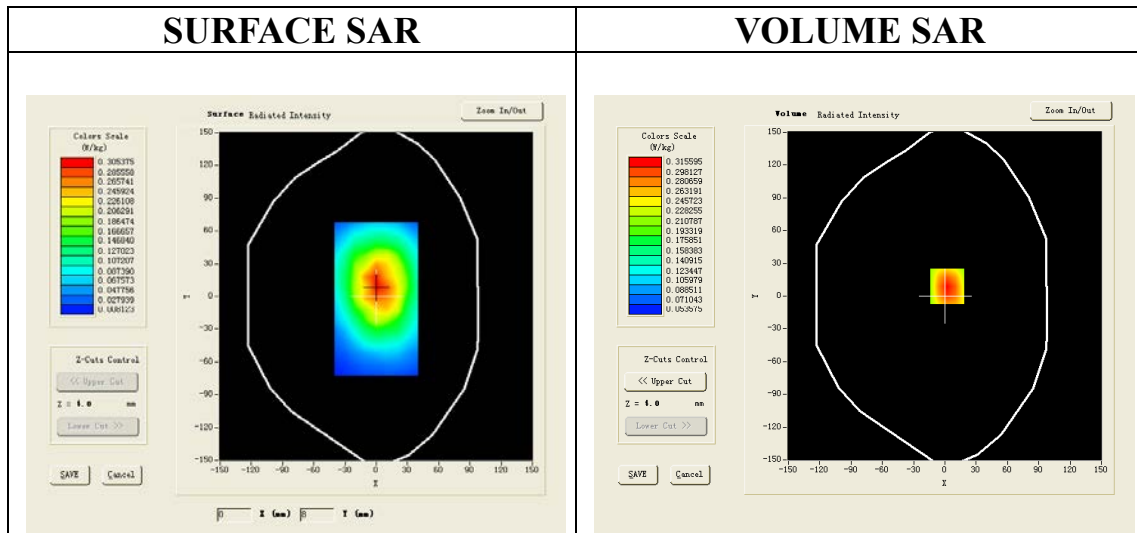 SURFACE SAR
VOLUME SAR
Surface Radiated Intensity
Zoom In/Out
Colors Scale
(W/kg)
0.305375
0.285558
0.265741
0.245924
0.226108
0.206291
0.186474
0.166657
0.146840
0.127023
0.107207
0.087390
0.067573
0.047756
0.027939
0.008123
150
120
90
60
30
0
-30
-60
-90
-120
-150
Y
-150 -120 -90 -60 -30 0 30 60 90 120 150
X
Z-Cuts Control
<< Upper Cut
Z = 4.0 mm
Lower Cut >>
SAVE
Cancel
0 X (mm) 8 Y (mm)
Volume Radiated Intensity
Zoom In/Out
Colors Scale
(W/kg)
0.315595
0.298127
0.280659
0.263191
0.245723
0.228255
0.210787
0.193319
0.175851
0.158383
0.140915
0.123447
0.105979
0.088511
0.071043
0.053575
150
120
90
60
30
0
-30
-60
-90
-120
-150
Y
-150 -120 -90 -60 -30 0 30 60 90 120 150
X
Z-Cuts Control
<< Upper Cut
Z = 4.0 mm
Lower Cut >>
SAVE
Cancel